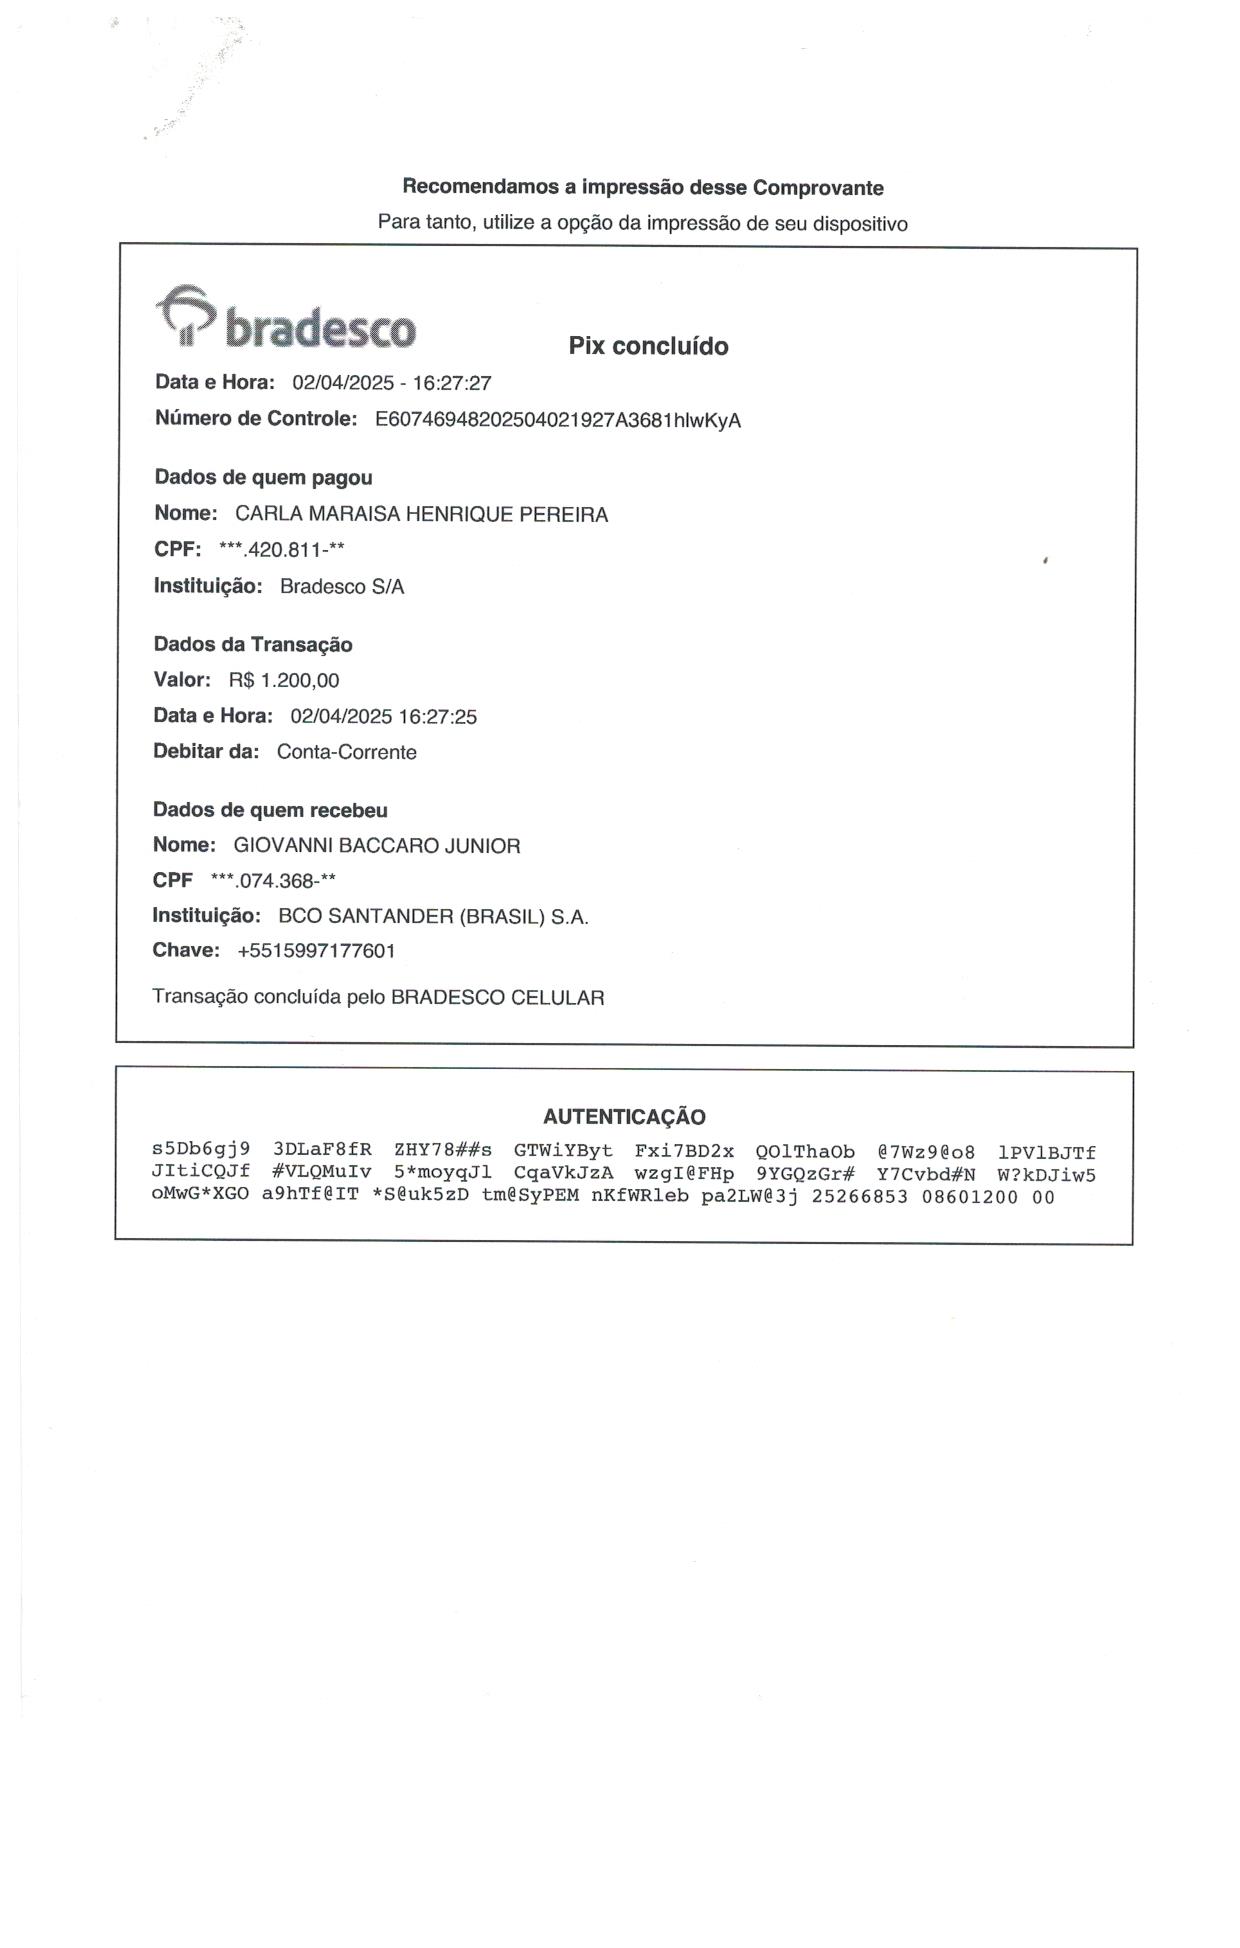 Recomendamos a impressão desse Comprovante
Para tanto, utilize a opção da impressão de seu dispositivo
bradesco
Pix concluído
Data e Hora: 02/04/2025 - 16:27:27
Número de Controle: E60746948202504021927A3681hlwKyA
Dados de quem pagou
Nome: CARLA MARAISA HENRIQUE PEREIRA
CPF: ***.420.811-**
Instituição: Bradesco S/A
Dados da Transação
Valor: R$ 1.200,00
Data e Hora: 02/04/2025 16:27:25
Debitar da: Conta-Corrente
Dados de quem recebeu
Nome: GIOVANNI BACCARO JUNIOR
CPF ***.074.368-**
Instituição: BCO SANTANDER (BRASIL) S.A.
Chave: +5515997177601
Transação concluída pelo BRADESCO CELULAR
AUTENTICAÇÃO
s5Db6gj9 3DLaF8fR ZHY78##s GTWiYByt Fxi7BD2x QOlThaOb @7Wz9@o8 lPVlBJTf
JItiCQJf #VLQMuIv 5*moyqJl CqaVkJzA wzgI@FHp 9YGQzGr# Y7Cvbd#N W?kDJiw5
oMwG*XGO a9hTf@IT *S@uk5zD tm@SyPEM nKfWRleb pa2LW@3j 25266853 08601200 00